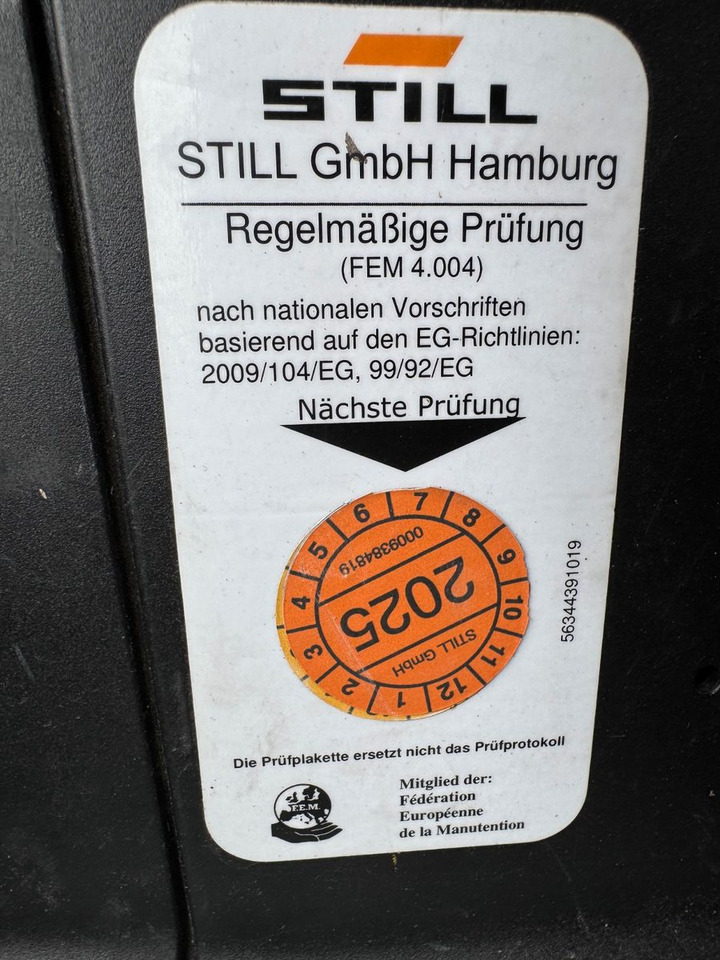 STILL
STILL GmbH Hamburg
Regelmäßige Prüfung
(FEM 4.004)
nach nationalen Vorschriften
basierend auf den EG-Richtlinien:
2009/104/EG, 99/92/EG
Nächste Prüfung
1 2 3 4 5 6 7 8 9 10 11 12
0009384819
2025
STILL GmbH
56344391019
Die Prüfplakette ersetzt nicht das Prüfprotokoll
F.E.M.
Mitglied der:
Fédération
Européenne
de la Manutention